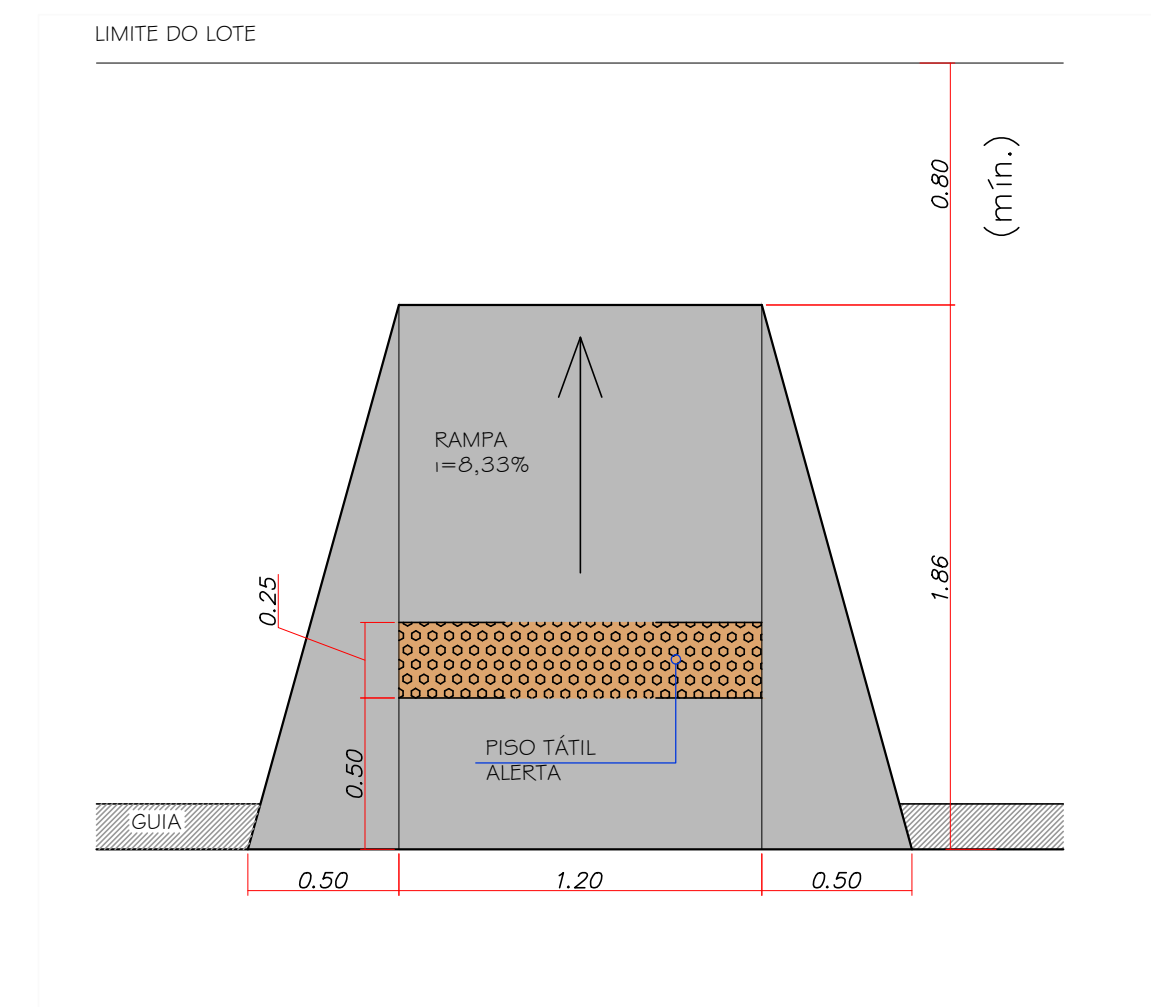 LIMITE DO LOTE
0.80
(mín.)
RAMPA
i=8,33%
0.25
1.86
0.50
PISO TÁTIL
ALERTA
GUIA
0.50
1.20
0.50